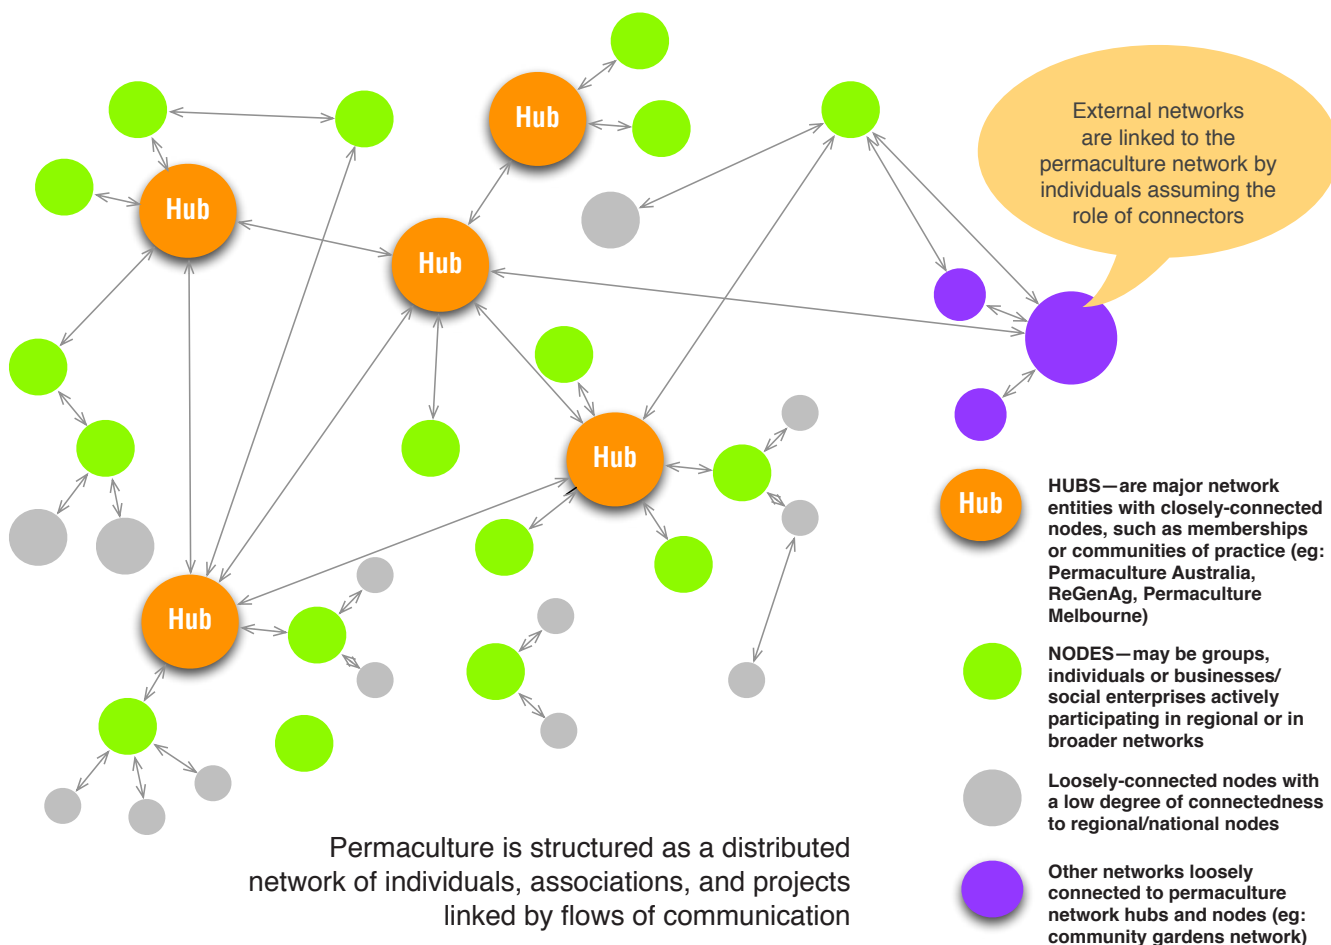 Hub
Hub
Hub
Hub
Hub
External networks
are linked to the
permaculture network by
individuals assuming the
role of connectors
Hub
HUBS—are major network
entities with closely-connected
nodes, such as memberships
or communities of practice (eg:
Permaculture Australia,
ReGenAg, Permaculture
Melbourne)
NODES—may be groups,
individuals or businesses/
social enterprises actively
participating in regional or in
broader networks
Loosely-connected nodes with
a low degree of connectedness
to regional/national nodes
Other networks loosely
connected to permaculture
network hubs and nodes (eg:
community gardens network)
Permaculture is structured as a distributed
network of individuals, associations, and projects
linked by flows of communication